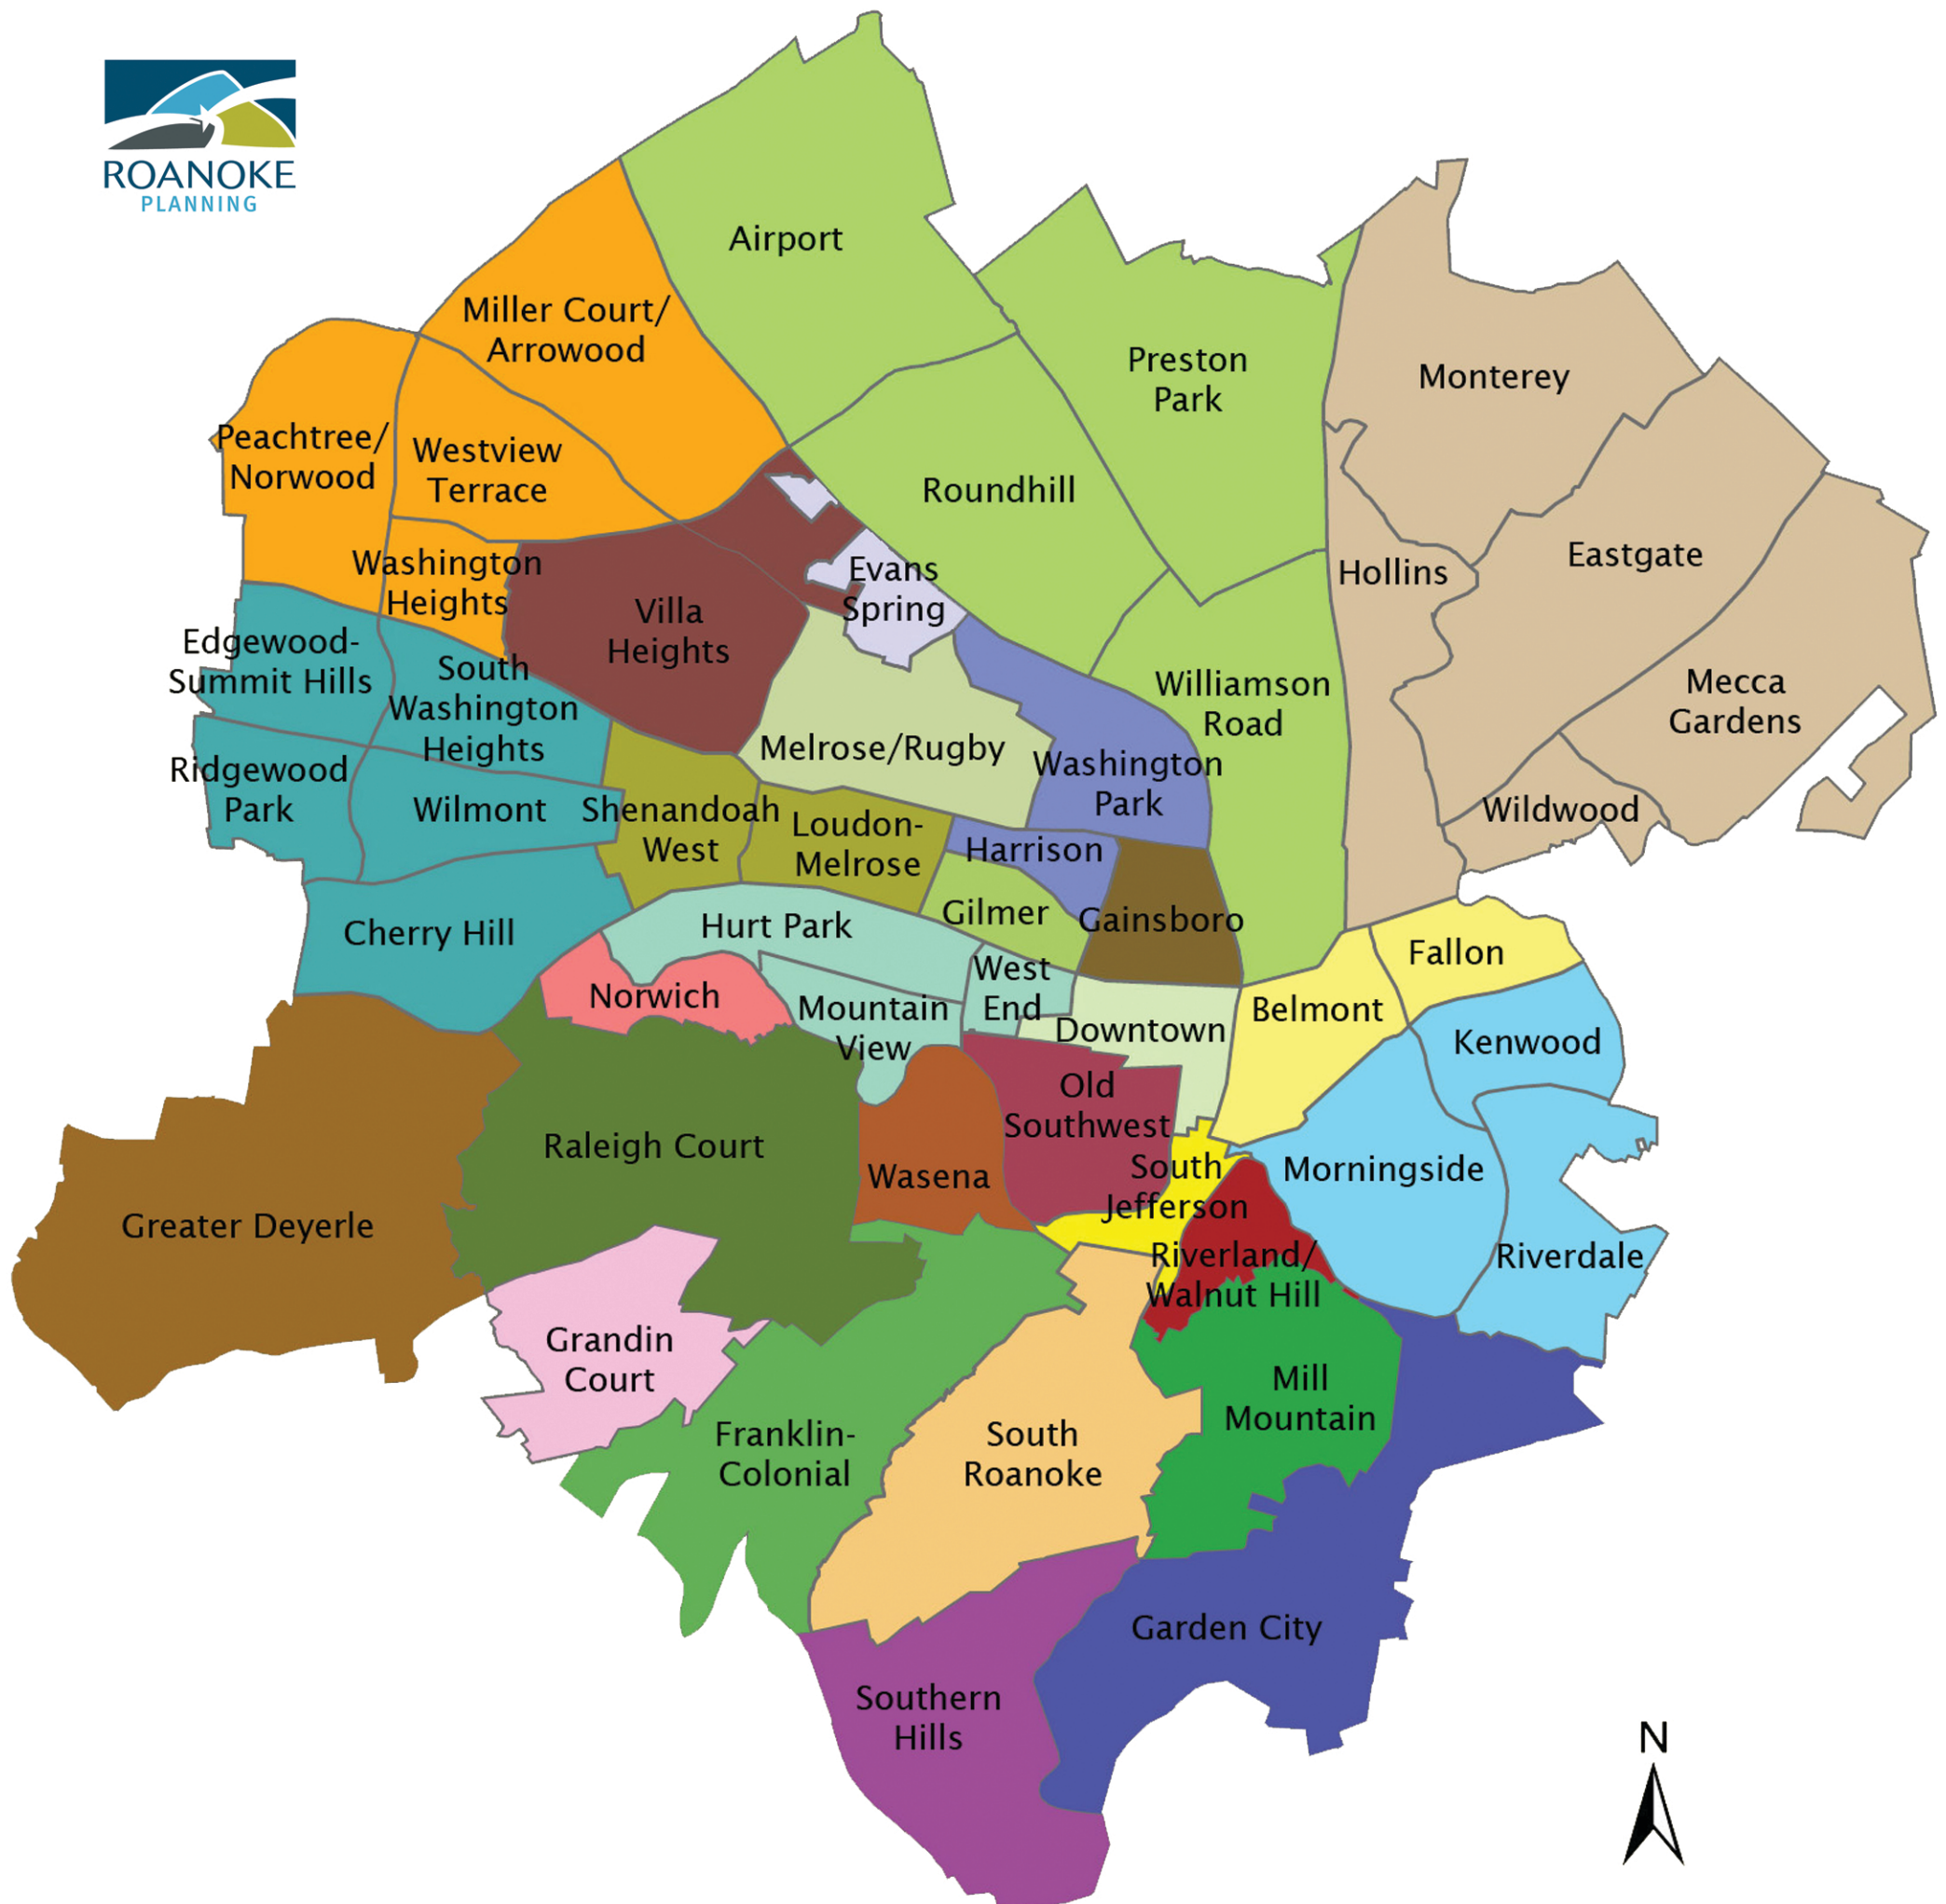 ROANOKE
PLANNING
Airport
Miller Court/
Arrowood
Preston
Park
Monterey
Peachtree/
Norwood
Westview
Terrace
Roundhill
Washington
Heights
Evans
Spring
Hollins
Eastgate
Villa
Heights
Edgewood-
Summit Hills
South
Washington
Heights
Williamson
Road
Mecca
Gardens
Melrose/Rugby
Washington
Park
Ridgewood
Park
Wilmont
Shenandoah
West
Loudon-
Melrose
Harrison
Wildwood
Cherry Hill
Hurt Park
Gilmer
Gainsboro
Fallon
Norwich
West
End
Mountain
View
Downtown
Belmont
Kenwood
Old
Southwest
Raleigh Court
Wasena
South
Jefferson
Morningside
Greater Deyerle
Riverland/
Walnut Hill
Riverdale
Grandin
Court
Mill
Mountain
Franklin-
Colonial
South
Roanoke
Garden City
Southern
Hills
N